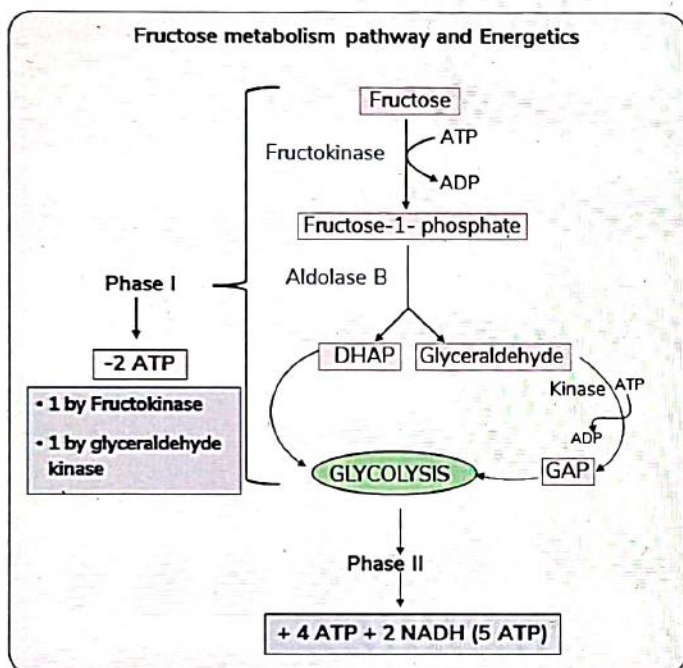 Fructose metabolism pathway and Energetics
Fructose
Fructokinase
ATP
ADP
Fructose-1- phosphate
Aldolase B
Phase I
-2 ATP
• 1 by Fructokinase
• 1 by glyceraldehyde
kinase
DHAP
Glyceraldehyde
Kinase
ATP
ADP
GAP
GLYCOLYSIS
Phase II
+ 4 ATP + 2 NADH (5 ATP)